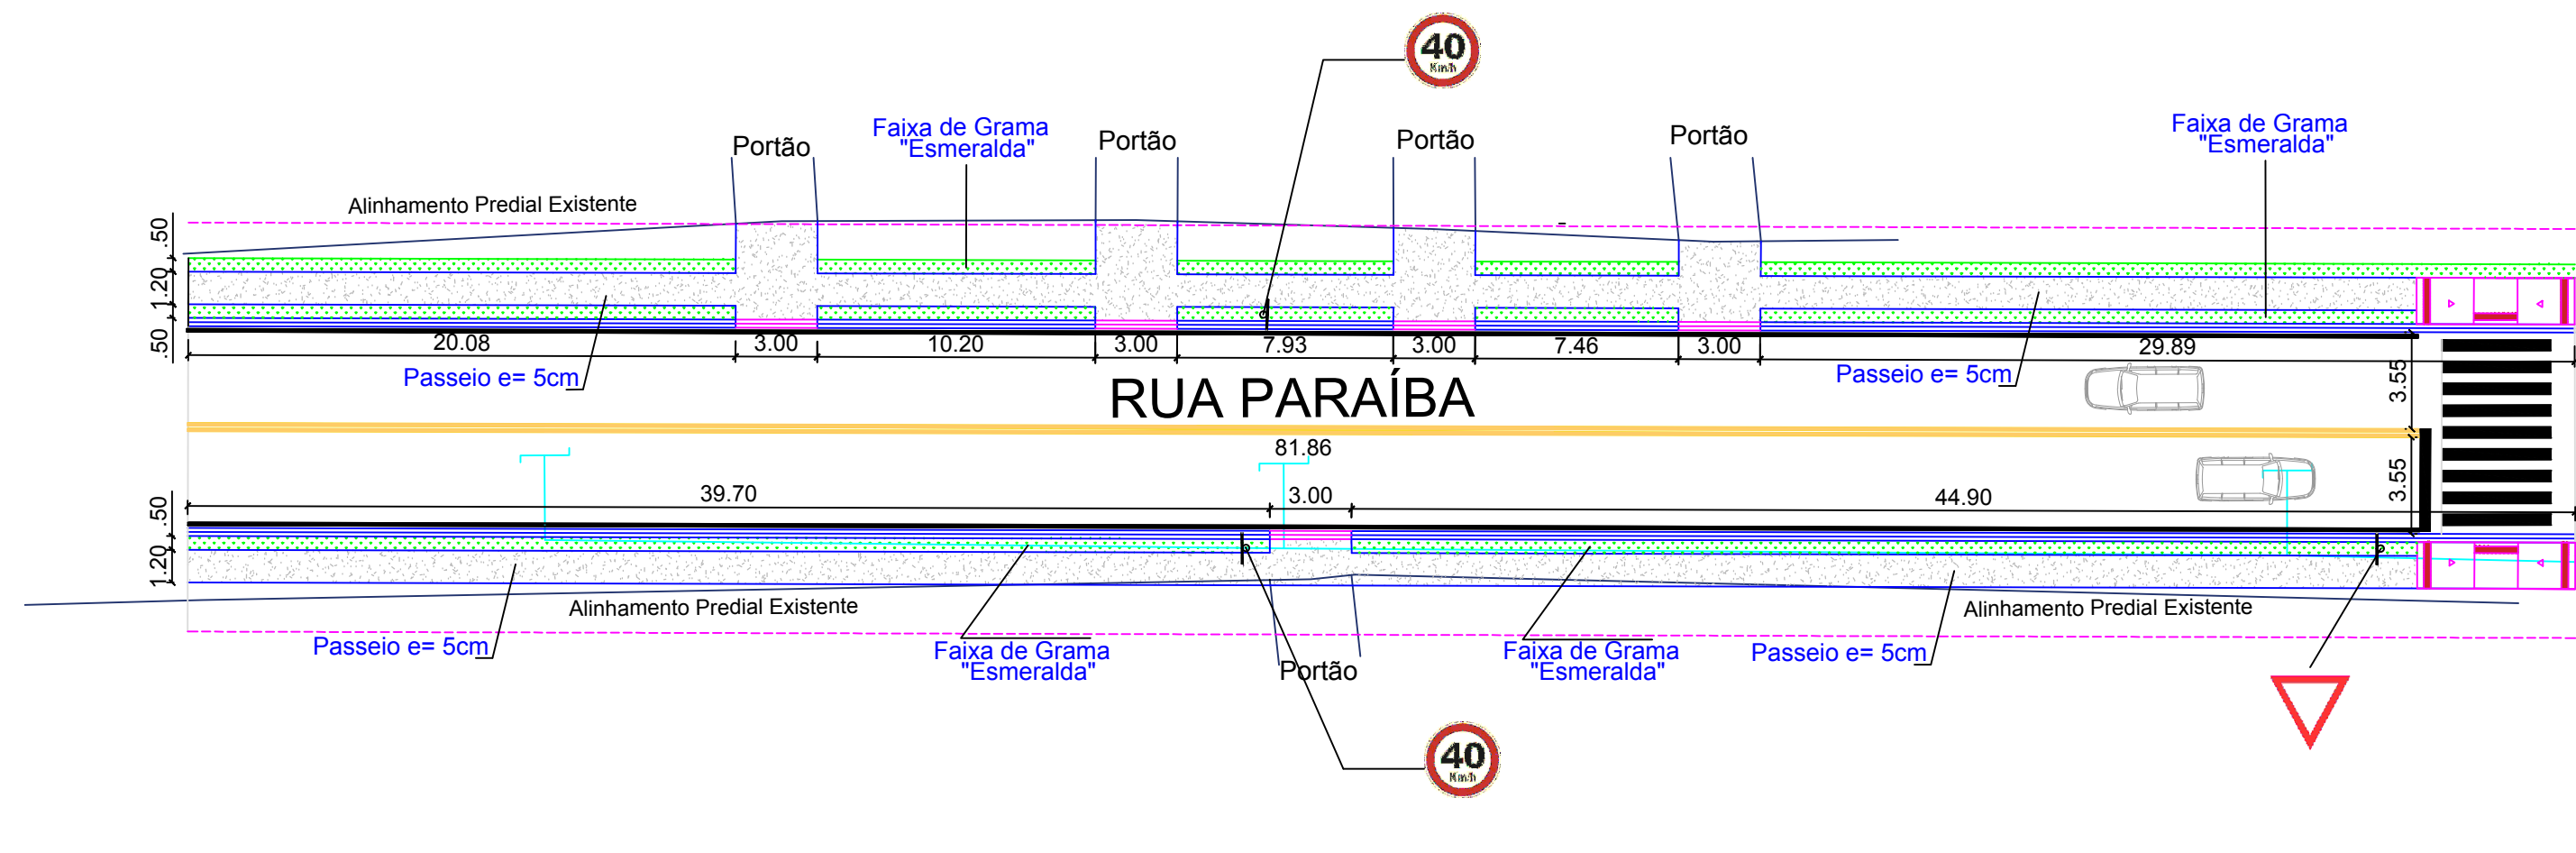 40
Km/h
Faixa de Grama
"Esmeralda"
Faixa de Grama
"Esmeralda"
Portão
Portão
Portão
Portão
Alinhamento Predial Existente
.50
1.20
.50
20.08
3.00
10.20
3.00
7.93
3.00
7.46
3.00
29.89
Passeio e= 5cm
Passeio e= 5cm
RUA PARAÍBA
3.55
81.86
3.55
39.70
3.00
44.90
.50
1.20
Alinhamento Predial Existente
Alinhamento Predial Existente
Passeio e= 5cm
Faixa de Grama
"Esmeralda"
Portão
Faixa de Grama
"Esmeralda"
Passeio e= 5cm
40
Km/h